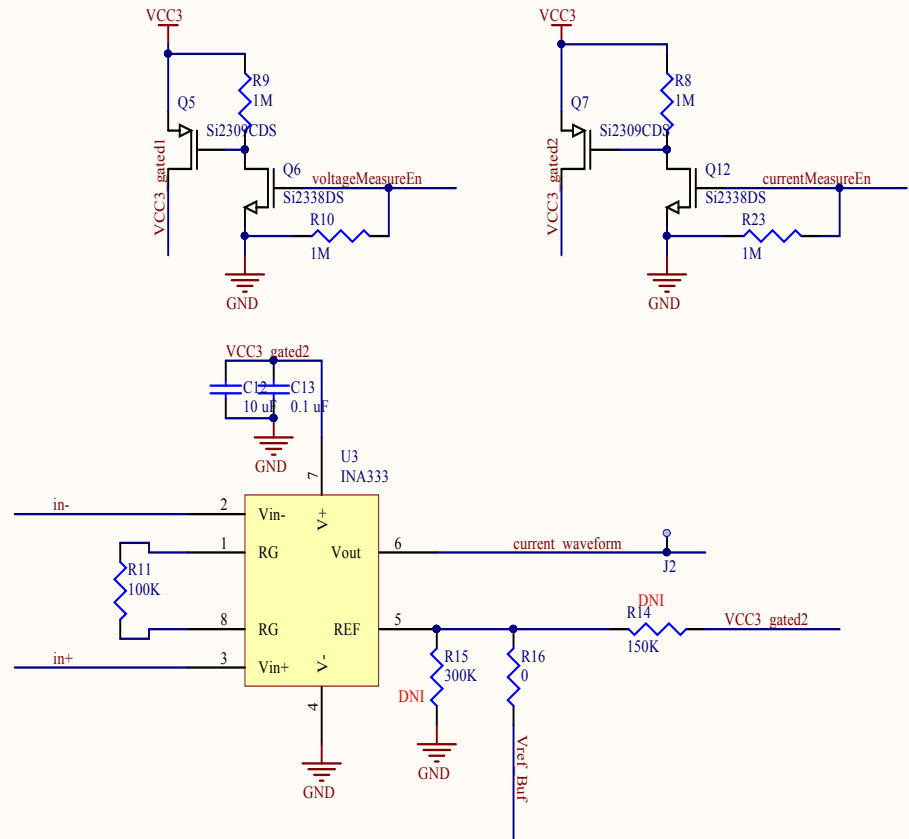 VCC3
VCC3
R9
1M
R8
1M
Q5
Si2309CDS
Q7
Si2309CDS
VCC3_gated1
VCC3_gated2
Q6
Si2338DS
voltageMeasureEn
Q12
Si2338DS
currentMeasureEn
R10
1M
R23
1M
GND
GND
VCC3_gated2
C12
10 uF
C13
0.1 uF
GND
U3
INA333
7
in-
2
Vin-
V+
1
RG
Vout
6
current_waveform
J2
R11
100K
8
RG
REF
5
DNI
R14
150K
VCC3_gated2
in+
3
Vin+
V-
4
R15
300K
DNI
R16
0
GND
GND
Vref_Buf